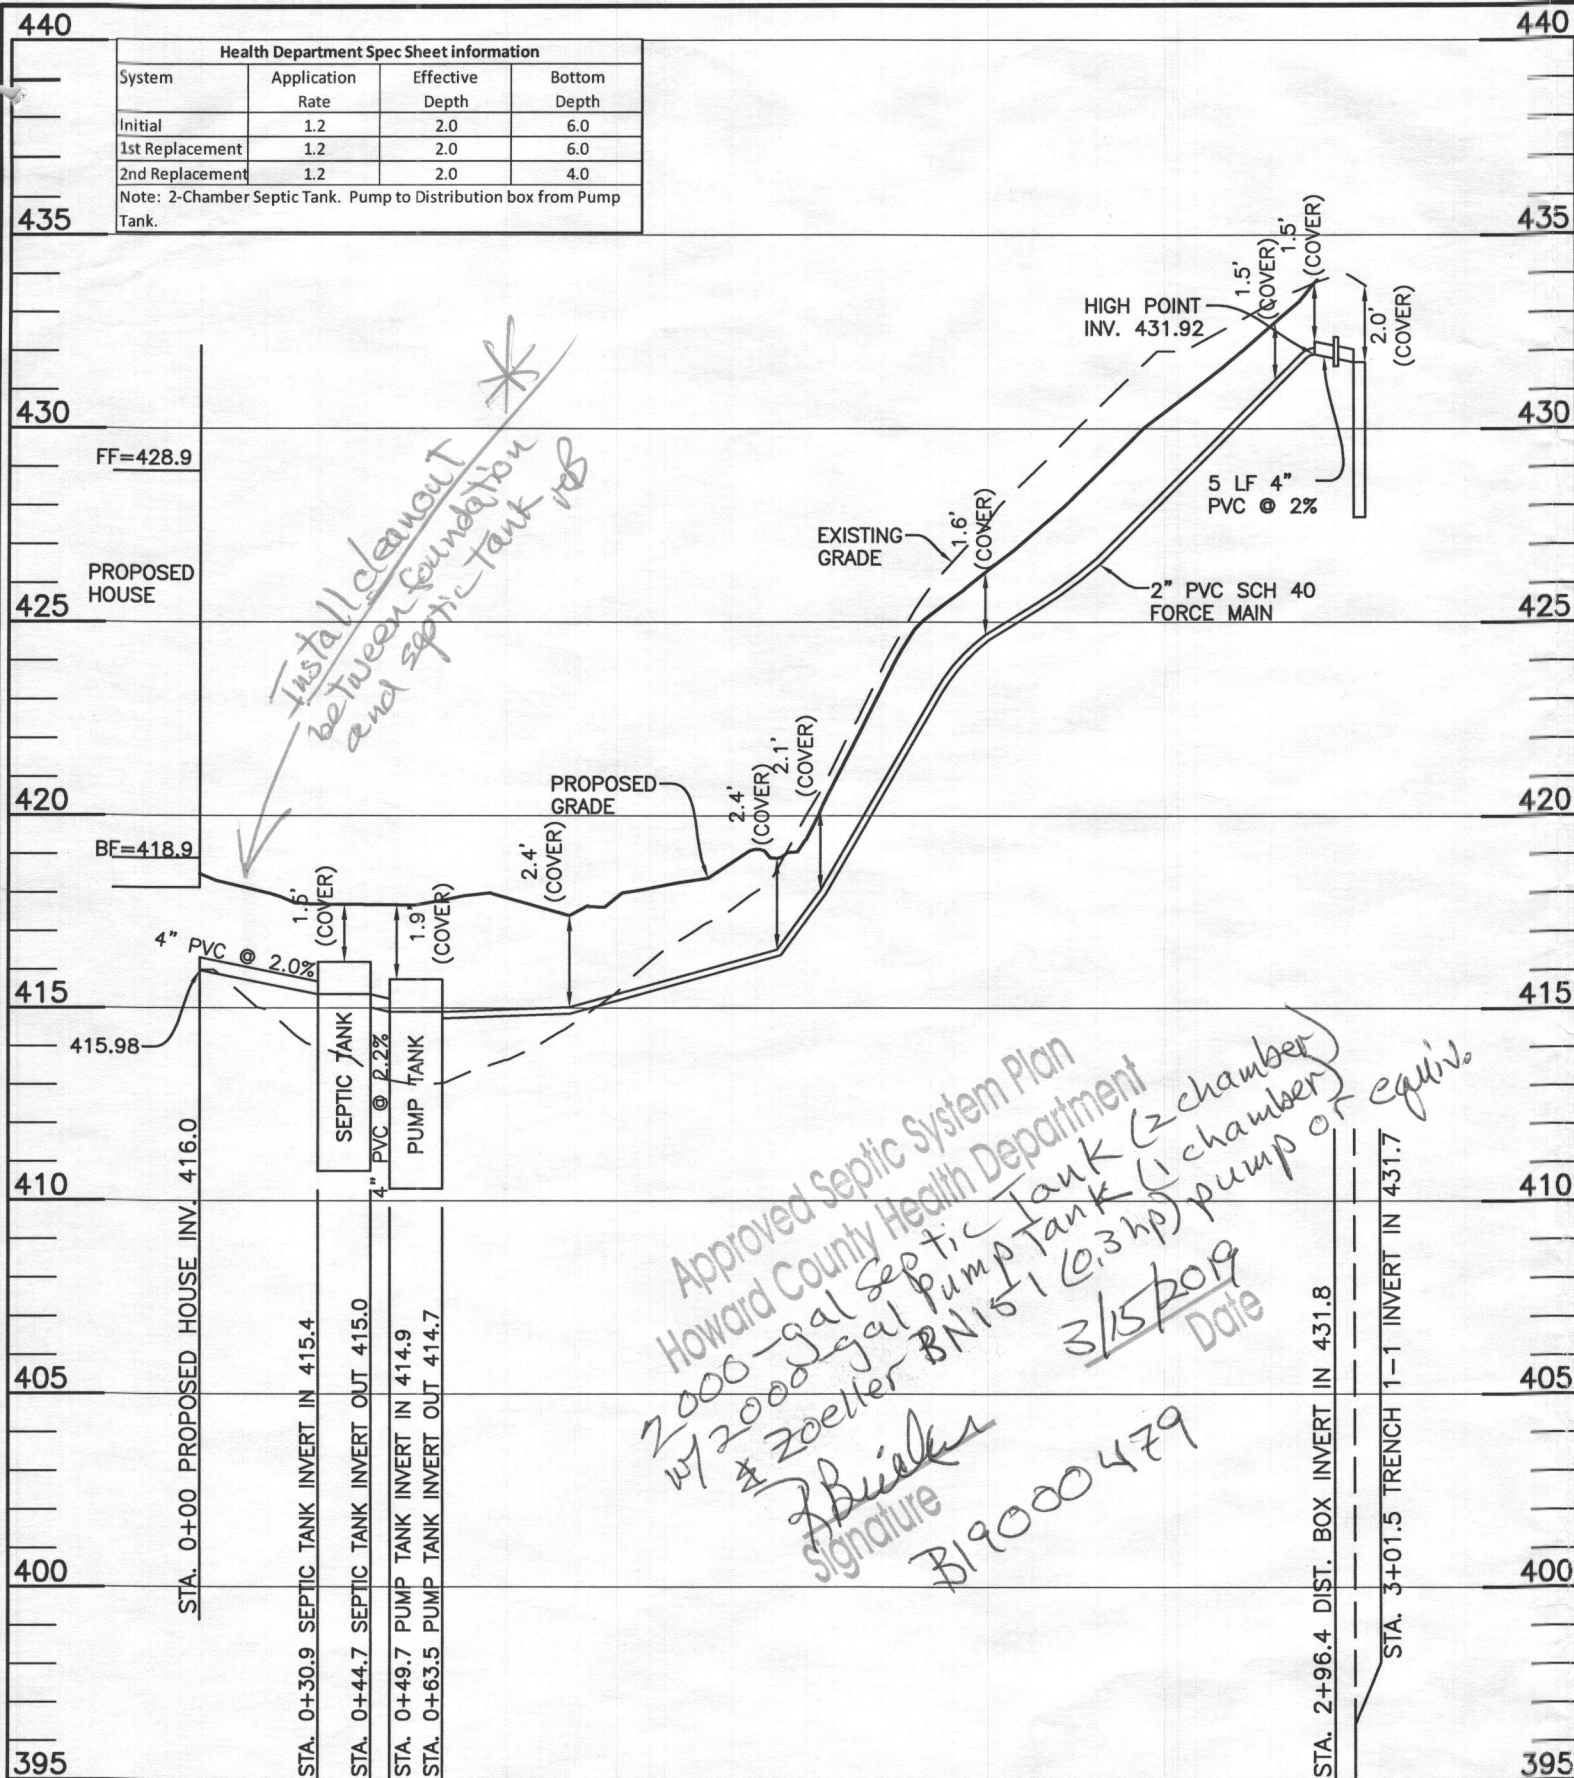 440
440
Health Department Spec Sheet information
System Application Rate Effective Depth Bottom Depth
Initial 1.2 2.0 6.0
1st Replacement 1.2 2.0 6.0
2nd Replacement 1.2 2.0 4.0
Note: 2-Chamber Septic Tank. Pump to Distribution box from Pump
Tank.
435
435
1.5'
(COVER)
1.5'
(COVER)
HIGH POINT
INV. 431.92
2.0'
(COVER)
430
430
FF=428.9
5 LF 4"
PVC @ 2%
Install cleanout
between foundation
and septic tank
1.6'
(COVER)
EXISTING
GRADE
PROPOSED
HOUSE
2" PVC SCH 40
FORCE MAIN
425
425
2.1'
(COVER)
2.4'
(COVER)
PROPOSED
GRADE
420
420
BF=418.9
2.4'
(COVER)
1.5'
(COVER)
1.9'
(COVER)
4" PVC @ 2.0%
415
415
415.98
SEPTIC TANK
4" PVC @ 2.2%
PUMP TANK
410
410
Approved Septic System Plan
Howard County Health Department
2000-gal septic Tank (2 chamber)
w/ 2000-gal pump Tank (1 chamber)
& Zoeller BN151 (0.3 hp) pump or equiv.
3/15/2019
Date
Signature
B19000479
405
405
400
400
STA. 0+00 PROPOSED HOUSE INV. 416.0
STA. 0+30.9 SEPTIC TANK INVERT IN 415.4
STA. 0+44.7 SEPTIC TANK INVERT OUT 415.0
STA. 0+49.7 PUMP TANK INVERT IN 414.9
STA. 0+63.5 PUMP TANK INVERT OUT 414.7
STA. 2+96.4 DIST. BOX INVERT IN 431.8
STA. 3+01.5 TRENCH 1-1 INVERT IN 431.7
395
395